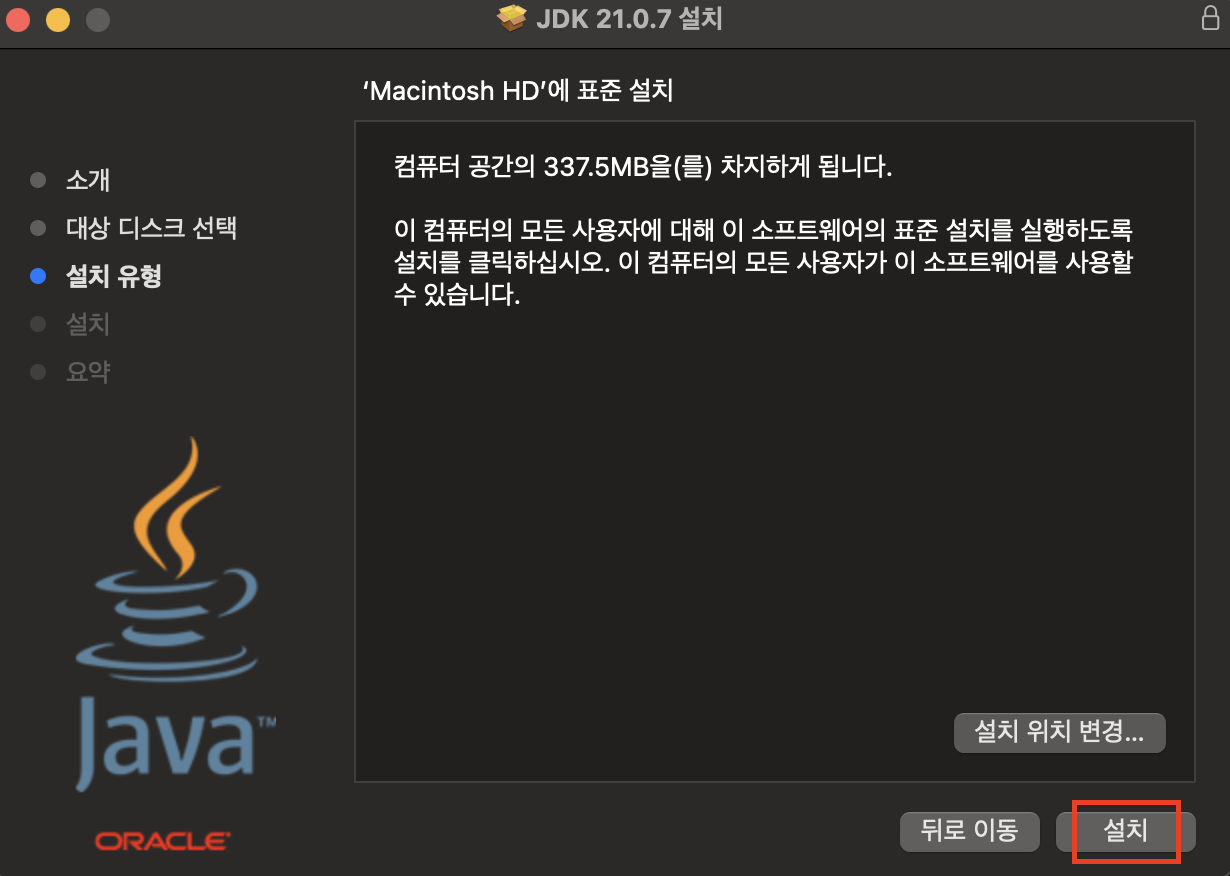 JDK 21.0.7 설치
‘Macintosh HD’에 표준 설치
소개
대상 디스크 선택
설치 유형
설치
요약
컴퓨터 공간의 337.5MB을(를) 차지하게 됩니다.
이 컴퓨터의 모든 사용자에 대해 이 소프트웨어의 표준 설치를 실행하도록
설치를 클릭하십시오. 이 컴퓨터의 모든 사용자가 이 소프트웨어를 사용할
수 있습니다.
Java™
ORACLE
설치 위치 변경...
뒤로 이동
설치